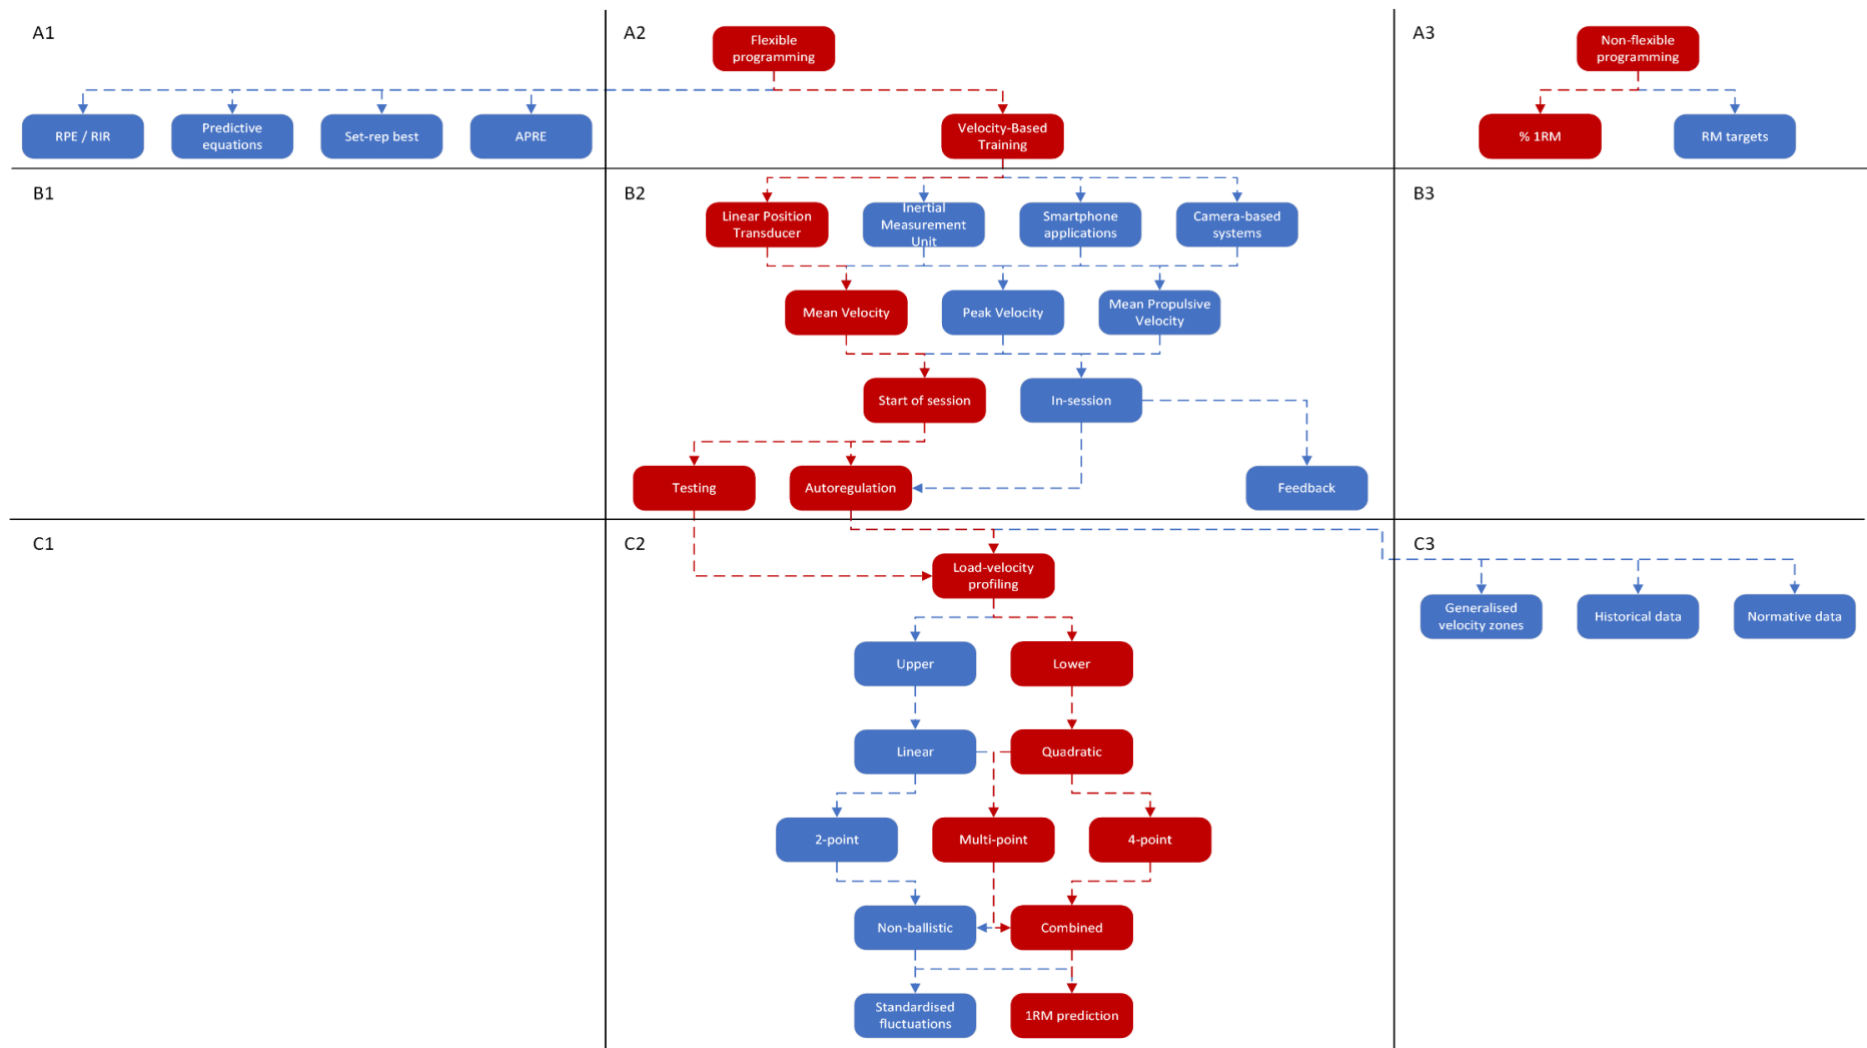 A1
A2
A3
Flexible
programming
Non-flexible
programming
RPE / RIR
Predictive
equations
Set-rep best
APRE
Velocity-Based
Training
% 1RM
RM targets
B1
B2
B3
Linear Position
Transducer
Inertial
Measurement
Unit
Smartphone
applications
Camera-based
systems
Mean Velocity
Peak Velocity
Mean Propulsive
Velocity
Start of session
In-session
Testing
Autoregulation
Feedback
C1
C2
C3
Load-velocity
profiling
Generalised
velocity zones
Historical data
Normative data
Upper
Lower
Linear
Quadratic
2-point
Multi-point
4-point
Non-ballistic
Combined
Standardised
fluctuations
1RM prediction